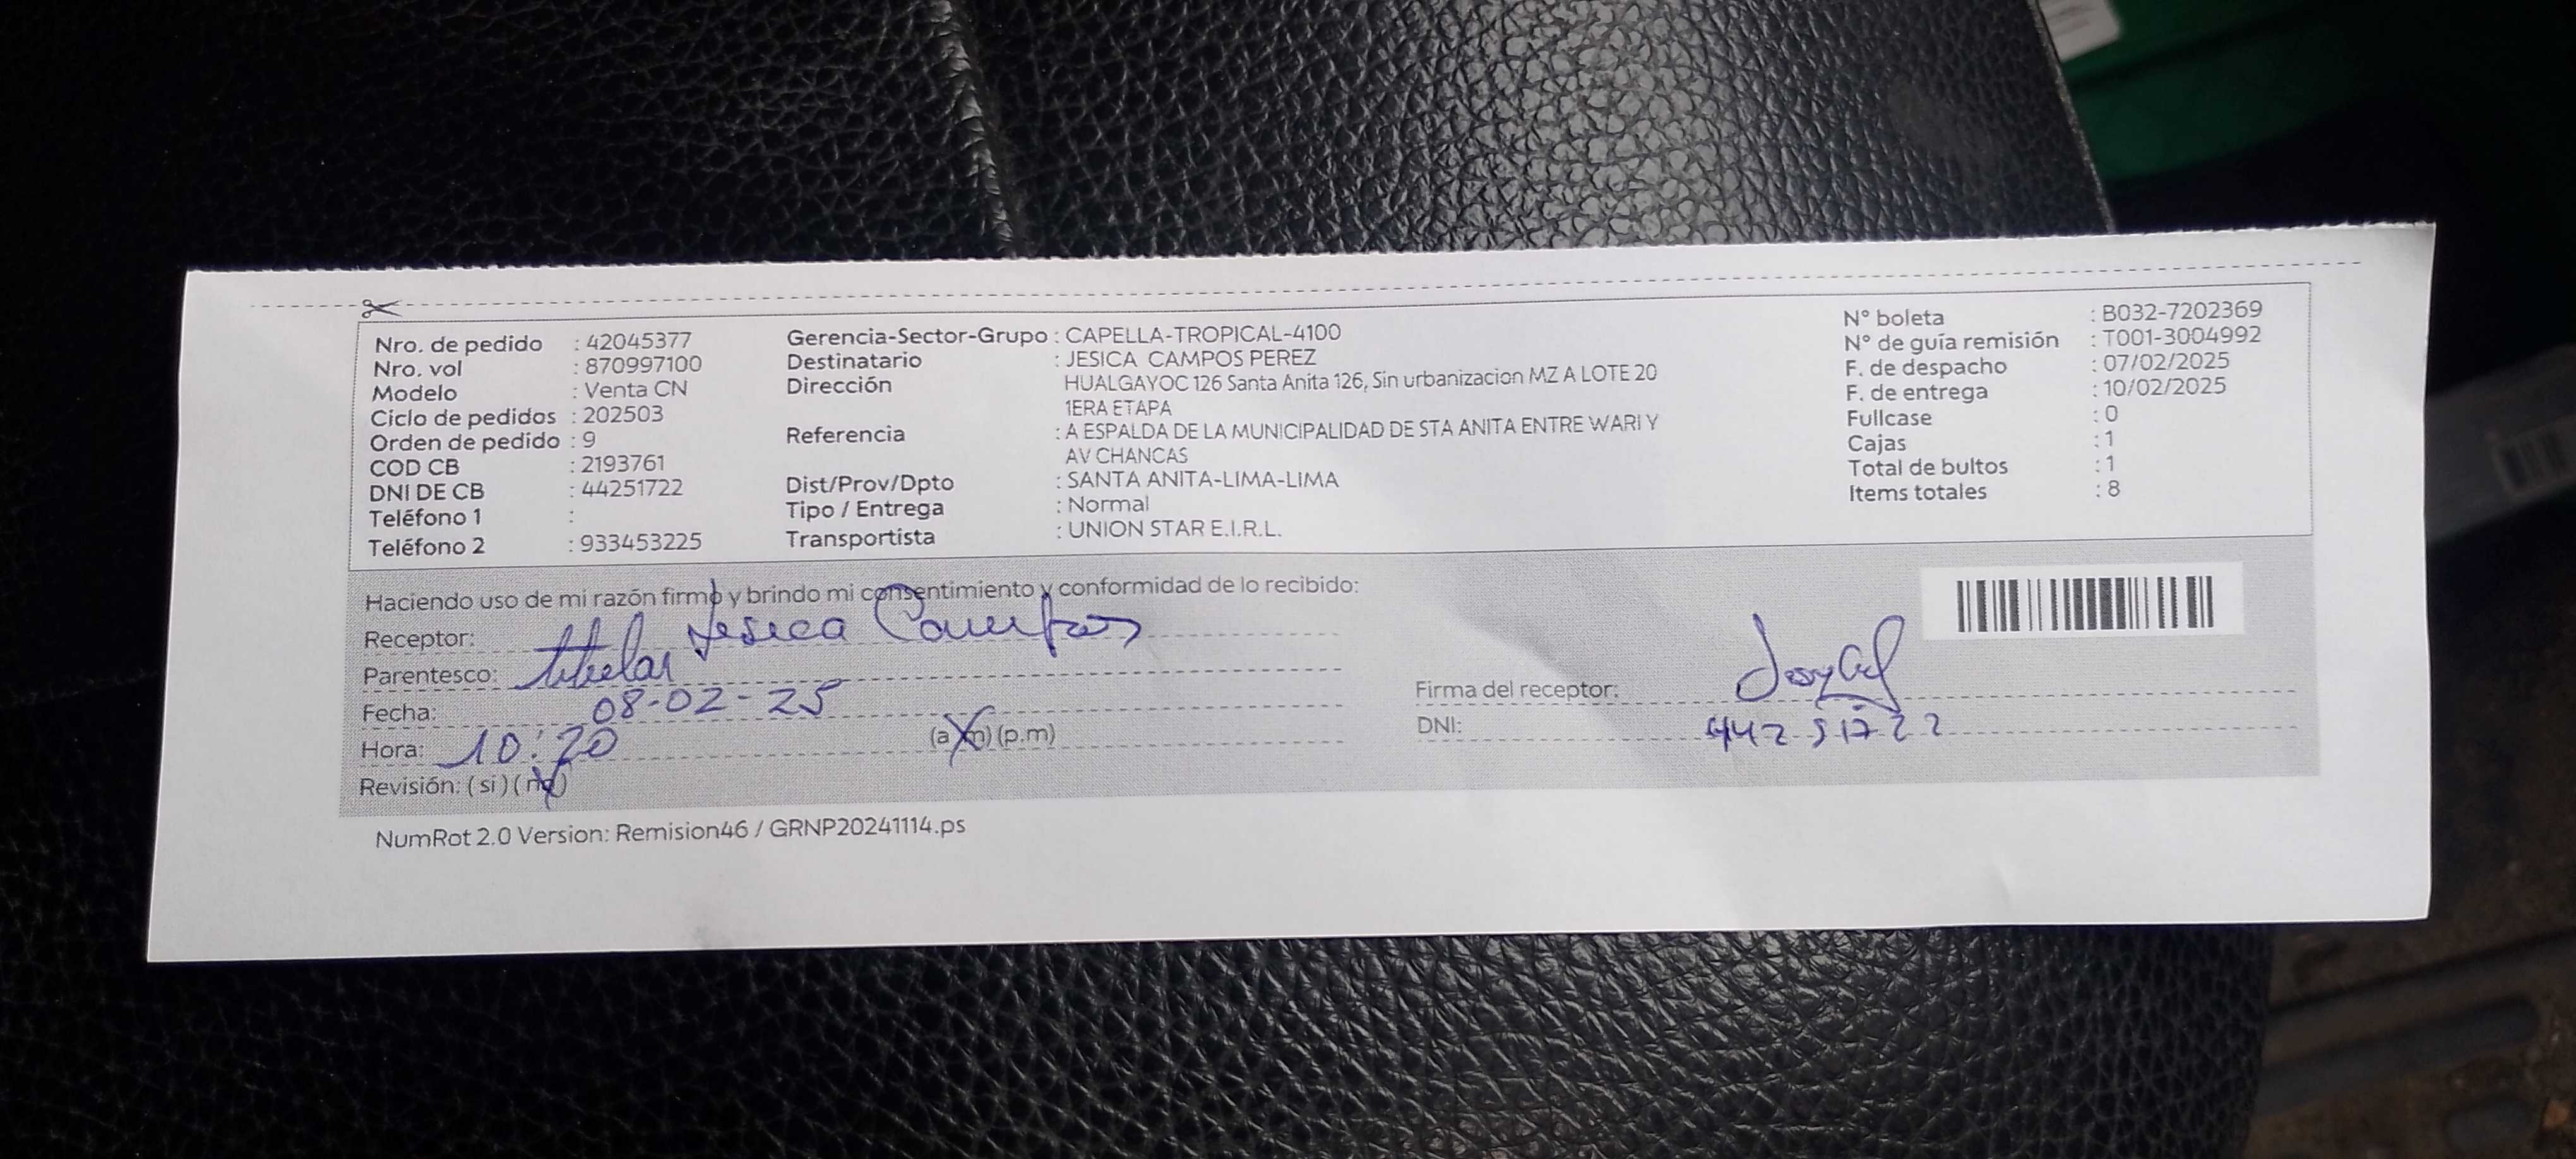 Nro. de pedido : 42045377
Nro. vol : 870997100
Modelo : Venta CN
Ciclo de pedidos : 202503
Orden de pedido : 9
COD CB : 2193761
DNI DE CB : 44251722
Teléfono 1 :
Teléfono 2 : 933453225
Gerencia-Sector-Grupo : CAPELLA-TROPICAL-4100
Destinatario : JESICA CAMPOS PEREZ
Dirección HUALGAYOC 126 Santa Anita 126, Sin urbanizacion MZ A LOTE 20
1ERA ETAPA
Referencia : A ESPALDA DE LA MUNICIPALIDAD DE STA ANITA ENTRE WARI Y
AV CHANCAS
Dist/Prov/Dpto : SANTA ANITA-LIMA-LIMA
Tipo / Entrega : Normal
Transportista : UNION STAR E.I.R.L.
N° boleta : B032-7202369
N° de guía remisión : T001-3004992
F. de despacho : 07/02/2025
F. de entrega : 10/02/2025
Fullcase : 0
Cajas : 1
Total de bultos : 1
Items totales : 8
Haciendo uso de mi razón firmo y brindo mi consentimiento y conformidad de lo recibido:
Receptor: Jesica Campos
Parentesco: titular
Fecha: 08-02-25
Hora: 10:20 (a.m) (p.m)
Revisión: (si) (no)
Firma del receptor:
DNI: 44251722
NumRot 2.0 Version: Remision46 / GRNP20241114.ps